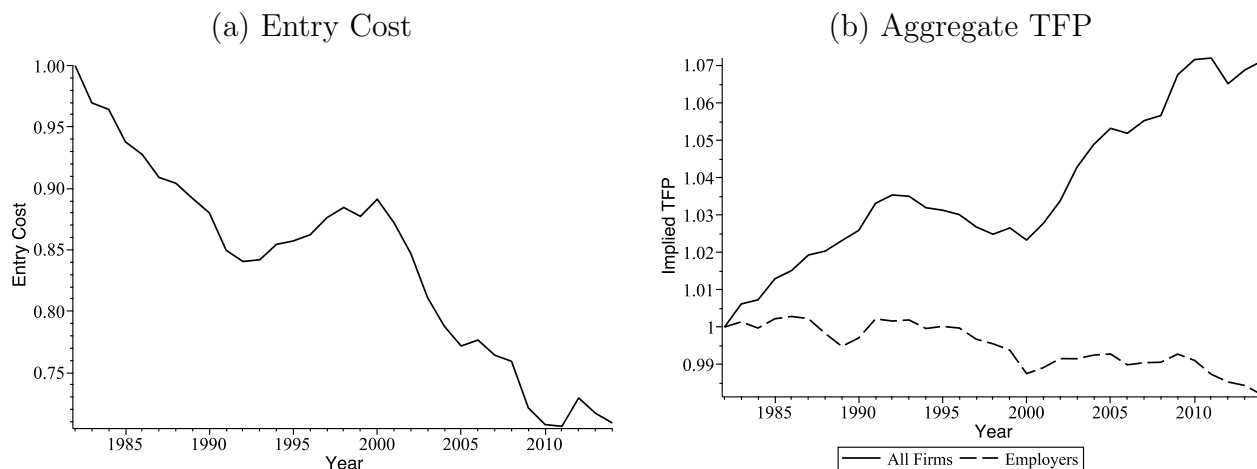 (a) Entry Cost
1.00
0.95
0.90
0.85
0.80
0.75
Entry Cost
1985 1990 1995 2000 2005 2010
Year
(b) Aggregate TFP
1.07
1.06
1.05
1.04
1.03
1.02
1.01
1
0.99
Implied TFP
1985 1990 1995 2000 2005 2010
Year
All Firms Employers